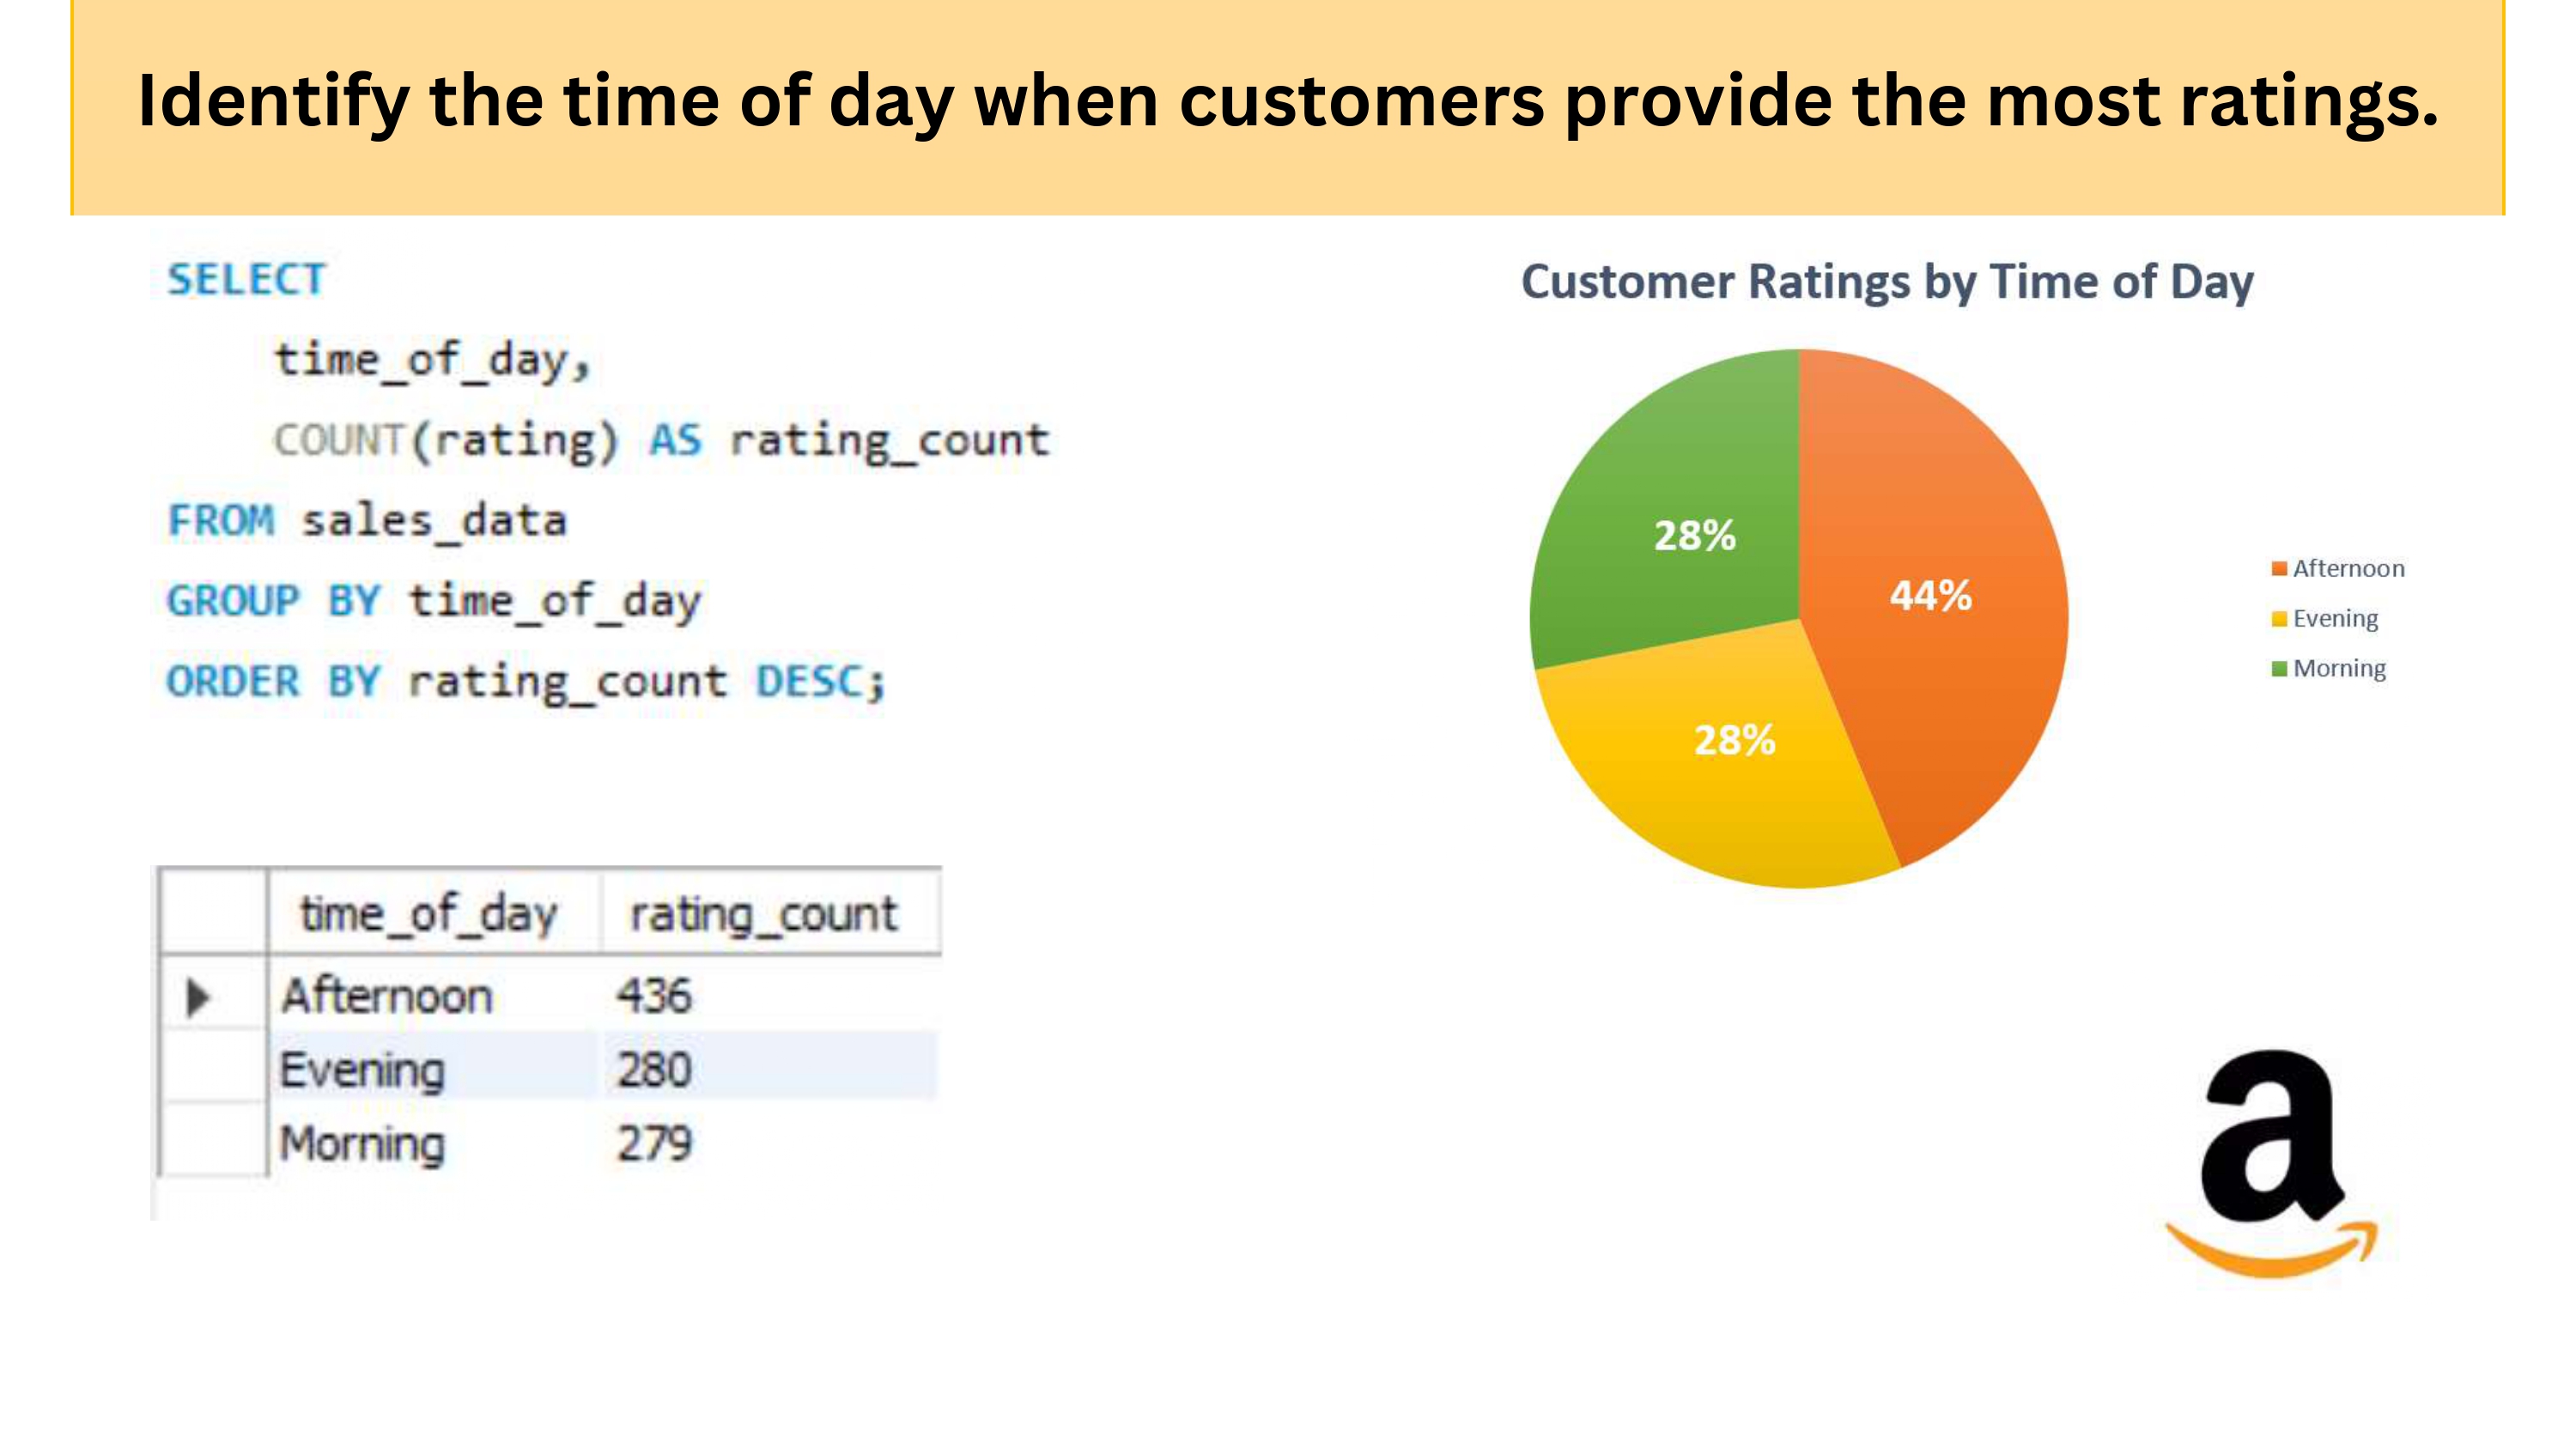 Identify the time of day when customers provide the most ratings.
SELECT
time_of_day,
COUNT(rating) AS rating_count
FROM sales_data
GROUP BY time_of_day
ORDER BY rating_count DESC;
time_of_day rating_count
Afternoon 436
Evening 280
Morning 279
Customer Ratings by Time of Day
28%
44%
28%
Afternoon
Evening
Morning
a